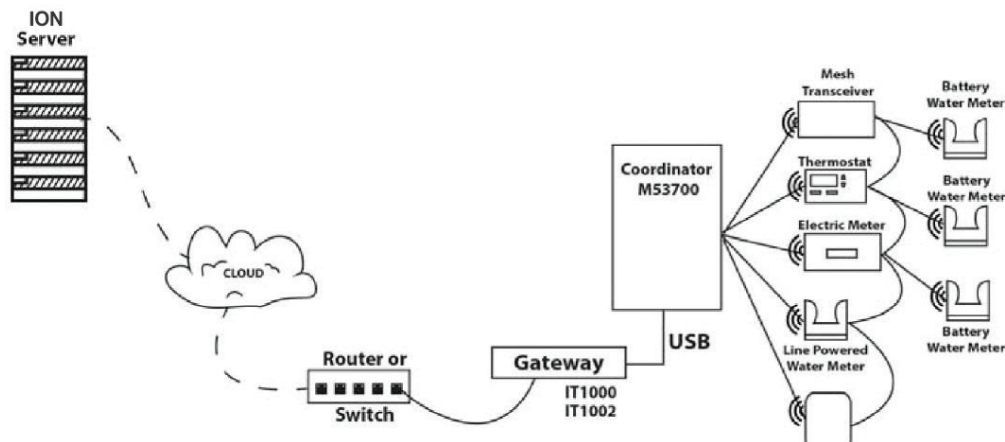 ION
Server
CLOUD
Router or
Switch
Gateway
IT1000
IT1002
USB
Coordinator
M53700
Mesh
Transceiver
Thermostat
Electric Meter
Line Powered
Water Meter
Battery
Water Meter
Battery
Water Meter
Battery
Water Meter